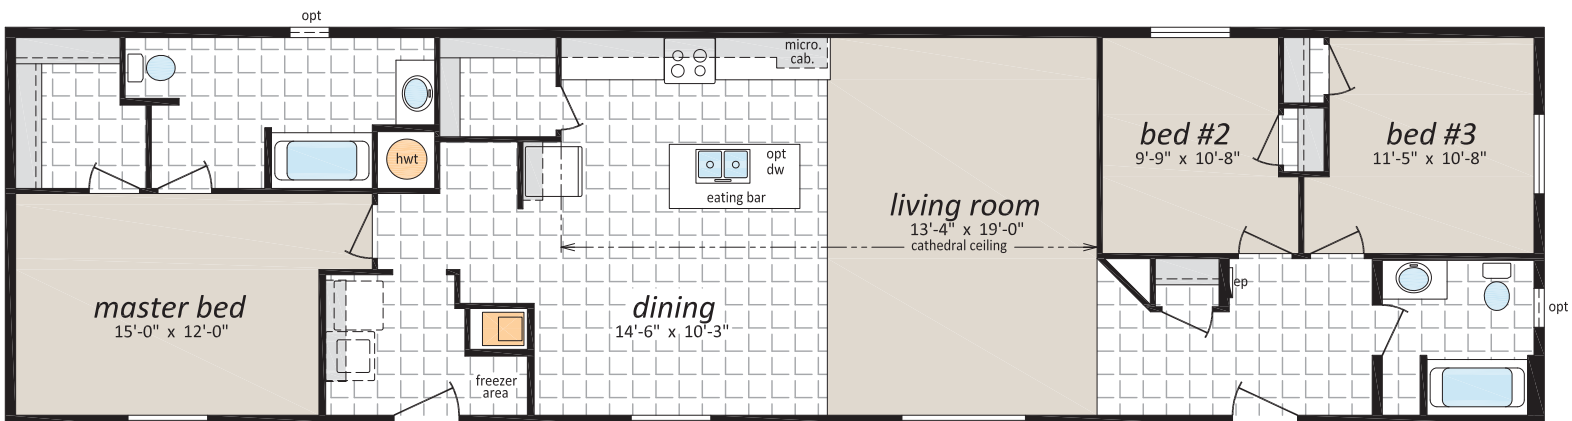 opt
micro.
cab.
hwt
opt
dw
eating bar
bed #2
9'-9" x 10'-8"
bed #3
11'-5" x 10'-8"
living room
13'-4" x 19'-0"
cathedral ceiling
master bed
15'-0" x 12'-0"
dining
14'-6" x 10'-3"
freezer
area
ep
opt